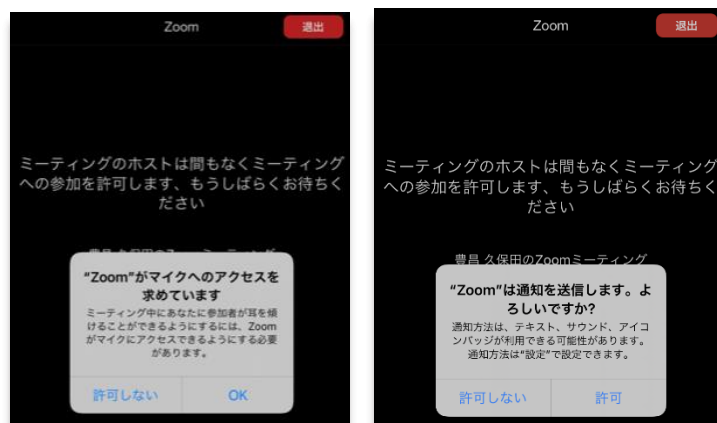 Zoom
退出
ミーティングのホストは間もなくミーティング
への参加を許可します、もうしばらくお待ちく
ださい
“Zoom”がマイクへのアクセスを
求めています
ミーティング中にあなたに参加者が耳を傾
けることができるようにするには、Zoom
がマイクにアクセスできるようにする必要
があります。
許可しない
OK
Zoom
退出
ミーティングのホストは間もなくミーティング
への参加を許可します、もうしばらくお待ちく
ださい
豊昌 久保田のZoomミーティング
“Zoom”は通知を送信します。よ
ろしいですか?
通知方法は、テキスト、サウンド、アイコ
ンバッジが利用できる可能性があります。
通知方法は“設定”で設定できます。
許可しない
許可